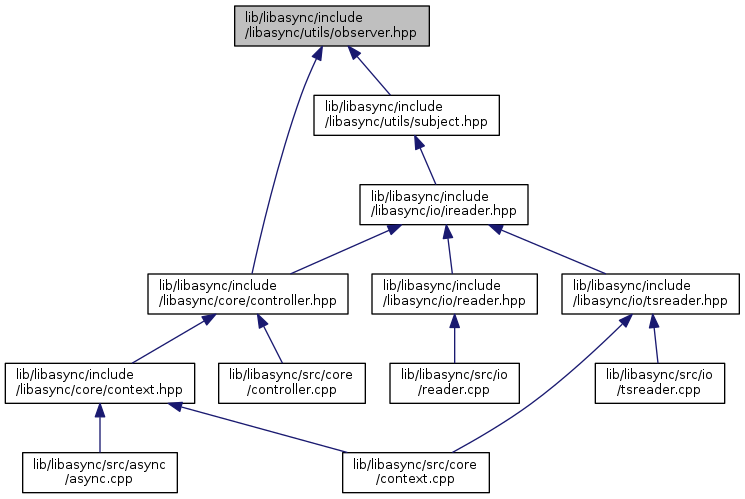 lib/libasync/include
/libasync/utils/observer.hpp
lib/libasync/include
/libasync/utils/subject.hpp
lib/libasync/include
/libasync/io/ireader.hpp
lib/libasync/include
/libasync/core/controller.hpp
lib/libasync/include
/libasync/io/reader.hpp
lib/libasync/include
/libasync/io/tsreader.hpp
lib/libasync/include
/libasync/core/context.hpp
lib/libasync/src/core
/controller.cpp
lib/libasync/src/io
/reader.cpp
lib/libasync/src/io
/tsreader.cpp
lib/libasync/src/async
/async.cpp
lib/libasync/src/core
/context.cpp